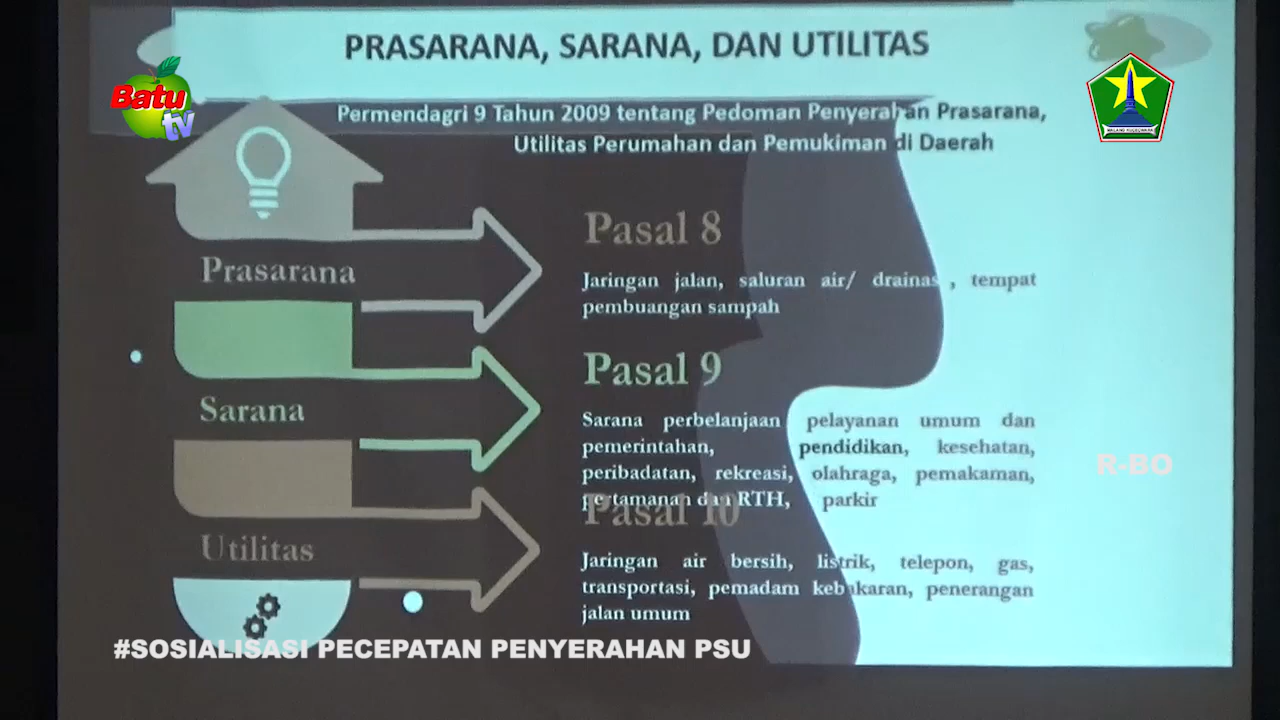 PRASARANA, SARANA, DAN UTILITAS
Batu
tv
MALANG KUCECWARA
Permendagri 9 Tahun 2009 tentang Pedoman Penyerahan Prasarana,
Utilitas Perumahan dan Pemukiman di Daerah
Pasal 8
Prasarana
Jaringan jalan, saluran air/ drainas , tempat
pembuangan sampah
Pasal 9
Sarana
Sarana perbelanjaan pelayanan umum dan
pemerintahan, pendidikan, kesehatan,
peribadatan, rekreasi, olahraga, pemakaman,
R-BO
pertamanan dan RTH, parkir
Pasal 10
Utilitas
Jaringan air bersih, listrik, telepon, gas,
transportasi, pemadam kebakaran, penerangan
jalan umum
#SOSIALISASI PECEPATAN PENYERAHAN PSU